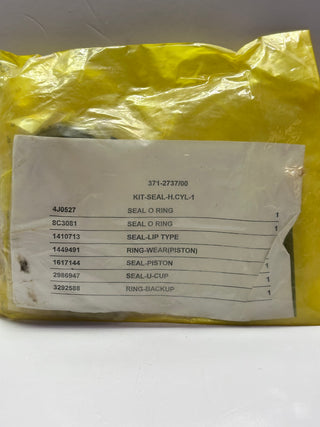 371-2737/00
KIT-SEAL-H.CYL-1
4J0527 SEAL O RING 1
8C3081 SEAL O RING 1
1410713 SEAL-LIP TYPE
1449491 RING-WEAR(PISTON) 1
1617144 SEAL-PISTON 1
2986947 SEAL-U-CUP 1
3292588 RING-BACKUP 1